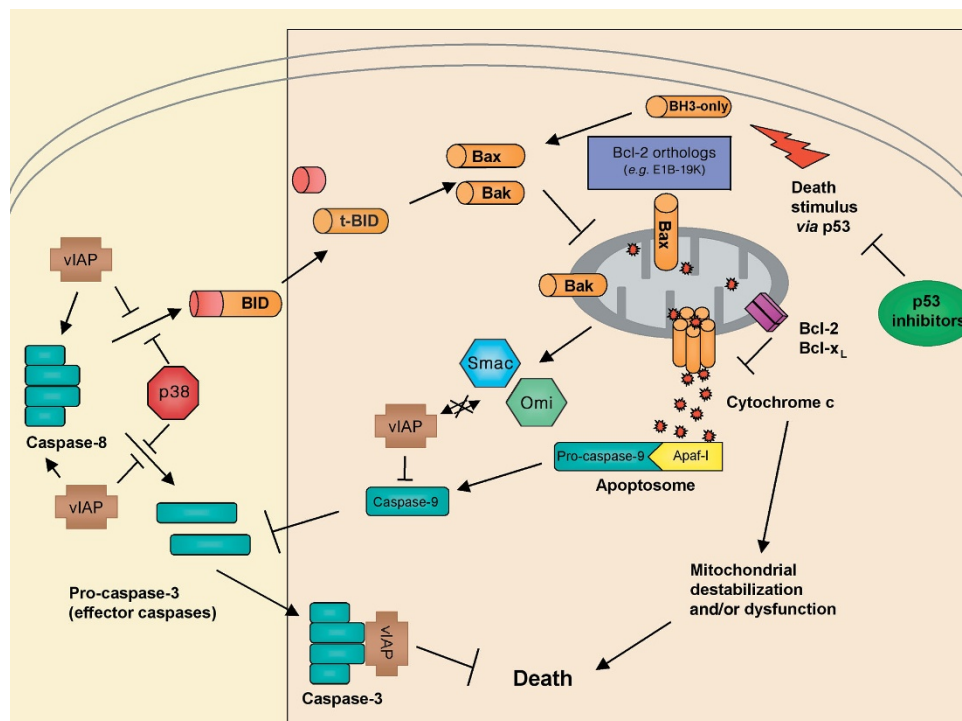 BH3-only
Bax
Bak
Bcl-2 orthologs
(e.g. E1B-19K)
Death
stimulus
via p53
t-BID
Bax
vIAP
BID
Bak
p53
inhibitors
Bcl-2
Bcl-xL
Smac
Omi
p38
Cytochrome c
vIAP
Caspase-8
Pro-caspase-9
Apaf-I
Apoptosome
vIAP
Caspase-9
Pro-caspase-3
(effector caspases)
Mitochondrial
destabilization
and/or dysfunction
vIAP
Caspase-3
Death